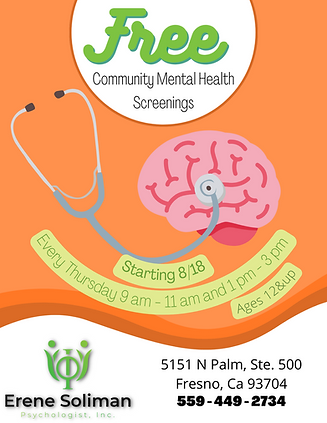 Free
Community Mental Health
Screenings
Starting 8/18
Every Thursday 9 am - 11 am and 1 pm - 3 pm
Ages 12&up
Erene Soliman
Psychologist, Inc.
5151 N Palm, Ste. 500
Fresno, Ca 93704
559-449-2734